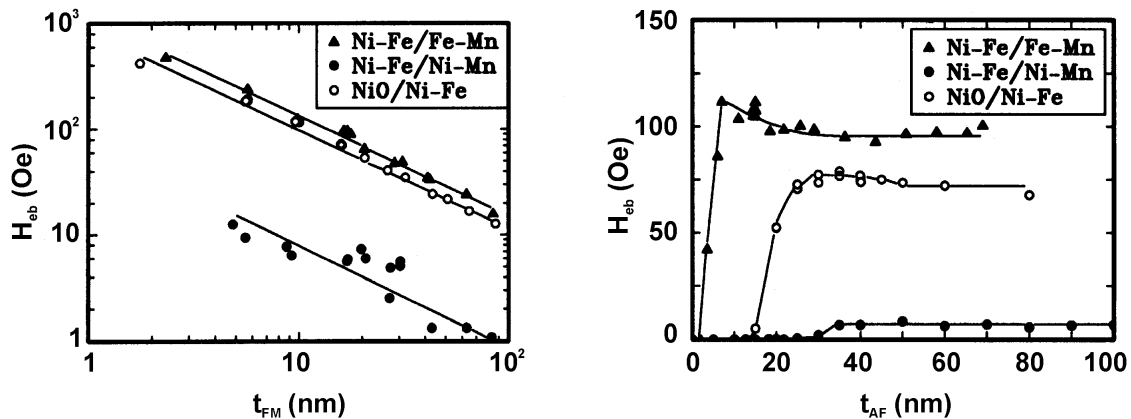 10³
10²
10
1
H_eb (Oe)
Ni-Fe/Fe-Mn
Ni-Fe/Ni-Mn
NiO/Ni-Fe
1
10
10²
t_FM (nm)
150
100
50
0
H_eb (Oe)
Ni-Fe/Fe-Mn
Ni-Fe/Ni-Mn
NiO/Ni-Fe
0
20
40
60
80
100
t_AF (nm)